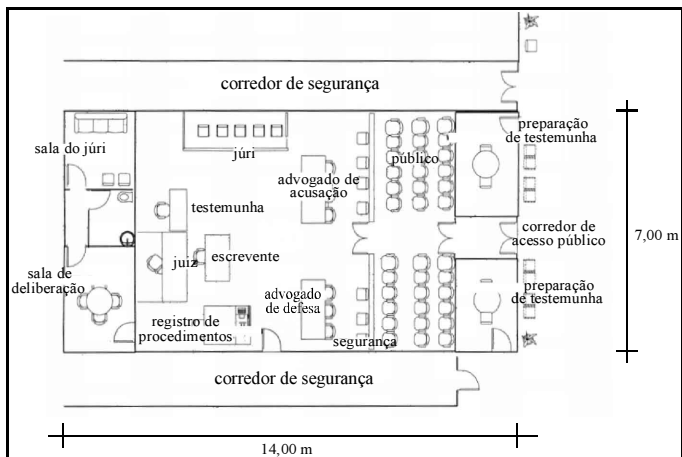 corredor de segurança
sala do júri
júri
público
preparação
de testemunha
advogado de
acusação
testemunha
corredor de
acesso público
7,00 m
juiz
escrevente
sala de
deliberação
advogado
de defesa
preparação
de testemunha
registro de
procedimentos
segurança
corredor de segurança
14,00 m